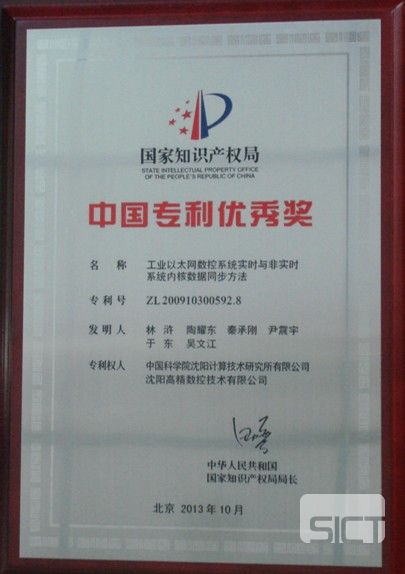 国家知识产权局
STATE INTELLECTUAL PROPERTY OFFICE
OF THE PEOPLE'S REPUBLIC OF CHINA
中国专利优秀奖
名 称 工业以太网数控系统实时与非实时
系统内核数据同步方法
专利号 ZL 200910300592.8
发明人 林 浒 陶耀东 秦承刚 尹震宇
于 东 吴文江
专利权人 中国科学院沈阳计算技术研究所有限公司
沈阳高精数控技术有限公司
中华人民共和国
国家知识产权局局长
北京 2013年10月
SICT